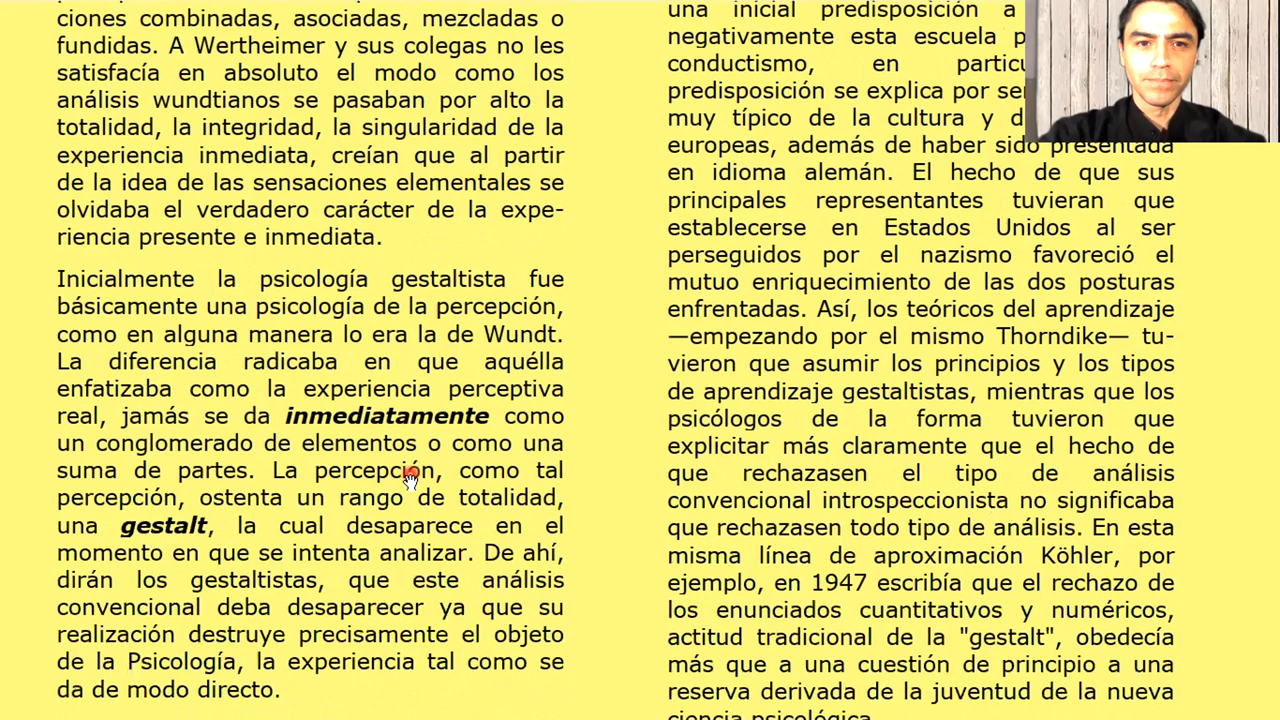 ciones combinadas, asociadas, mezcladas o
fundidas. A Wertheimer y sus colegas no les
satisfacía en absoluto el modo como los
análisis wundtianos se pasaban por alto la
totalidad, la integridad, la singularidad de la
experiencia inmediata, creían que al partir
de la idea de las sensaciones elementales se
olvidaba el verdadero carácter de la expe-
riencia presente e inmediata.
Inicialmente la psicología gestaltista fue
básicamente una psicología de la percepción,
como en alguna manera lo era la de Wundt.
La diferencia radicaba en que aquélla
enfatizaba como la experiencia perceptiva
real, jamás se da inmediatamente como
un conglomerado de elementos o como una
suma de partes. La percepción, como tal
percepción, ostenta un rango de totalidad,
una gestalt, la cual desaparece en el
momento en que se intenta analizar. De ahí,
dirán los gestaltistas, que este análisis
convencional deba desaparecer ya que su
realización destruye precisamente el objeto
de la Psicología, la experiencia tal como se
da de modo directo.
una inicial predisposición a
negativamente esta escuela
conductismo, en
predisposición se explica por
muy típico de la cultura y
europeas, además de haber sido presentada
en idioma alemán. El hecho de que sus
principales representantes tuvieran que
establecerse en Estados Unidos al ser
perseguidos por el nazismo favoreció el
mutuo enriquecimiento de las dos posturas
enfrentadas. Así, los teóricos del aprendizaje
—empezando por el mismo Thorndike— tu-
vieron que asumir los principios y los tipos
de aprendizaje gestaltistas, mientras que los
psicólogos de la forma tuvieron que
explicitar más claramente que el hecho de
que rechazasen el tipo de análisis
convencional introspeccionista no significaba
que rechazasen todo tipo de análisis. En esta
misma línea de aproximación Köhler, por
ejemplo, en 1947 escribía que el rechazo de
los enunciados cuantitativos y numéricos,
actitud tradicional de la "gestalt", obedecía
más que a una cuestión de principio a una
reserva derivada de la juventud de la nueva
ciencia psicológica.